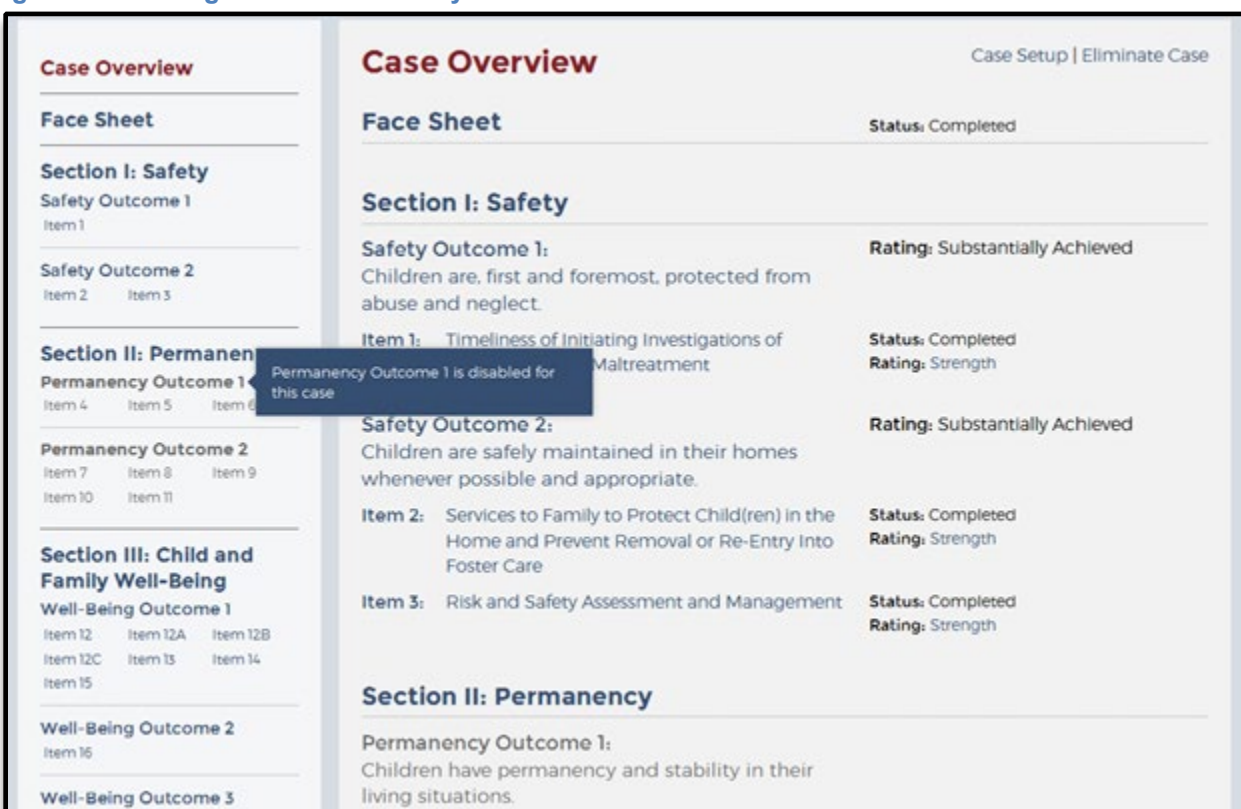 Case Overview
Face Sheet
Section I: Safety
Safety Outcome 1
Item 1
Safety Outcome 2
Item 2 Item 3
Section II: Permanen
Permanency Outcome 1
Item 4 Item 5 Item 6
Permanency Outcome 2
Item 7 Item 8 Item 9
Item 10 Item 11
Section III: Child and
Family Well-Being
Well-Being Outcome 1
Item 12 Item 12A Item 12B
Item 12C Item 13 Item 14
Item 15
Well-Being Outcome 2
Item 16
Well-Being Outcome 3
Permanency Outcome 1 is disabled for
this case
Case Overview
Case Setup | Eliminate Case
Face Sheet
Status: Completed
Section I: Safety
Safety Outcome 1:
Rating: Substantially Achieved
Children are, first and foremost, protected from
abuse and neglect.
Item 1: Timeliness of Initiating Investigations of
Maltreatment
Status: Completed
Rating: Strength
Safety Outcome 2:
Rating: Substantially Achieved
Children are safely maintained in their homes
whenever possible and appropriate.
Item 2: Services to Family to Protect Child(ren) in the
Home and Prevent Removal or Re-Entry Into
Foster Care
Status: Completed
Rating: Strength
Item 3: Risk and Safety Assessment and Management
Status: Completed
Rating: Strength
Section II: Permanency
Permanency Outcome 1:
Children have permanency and stability in their
living situations.